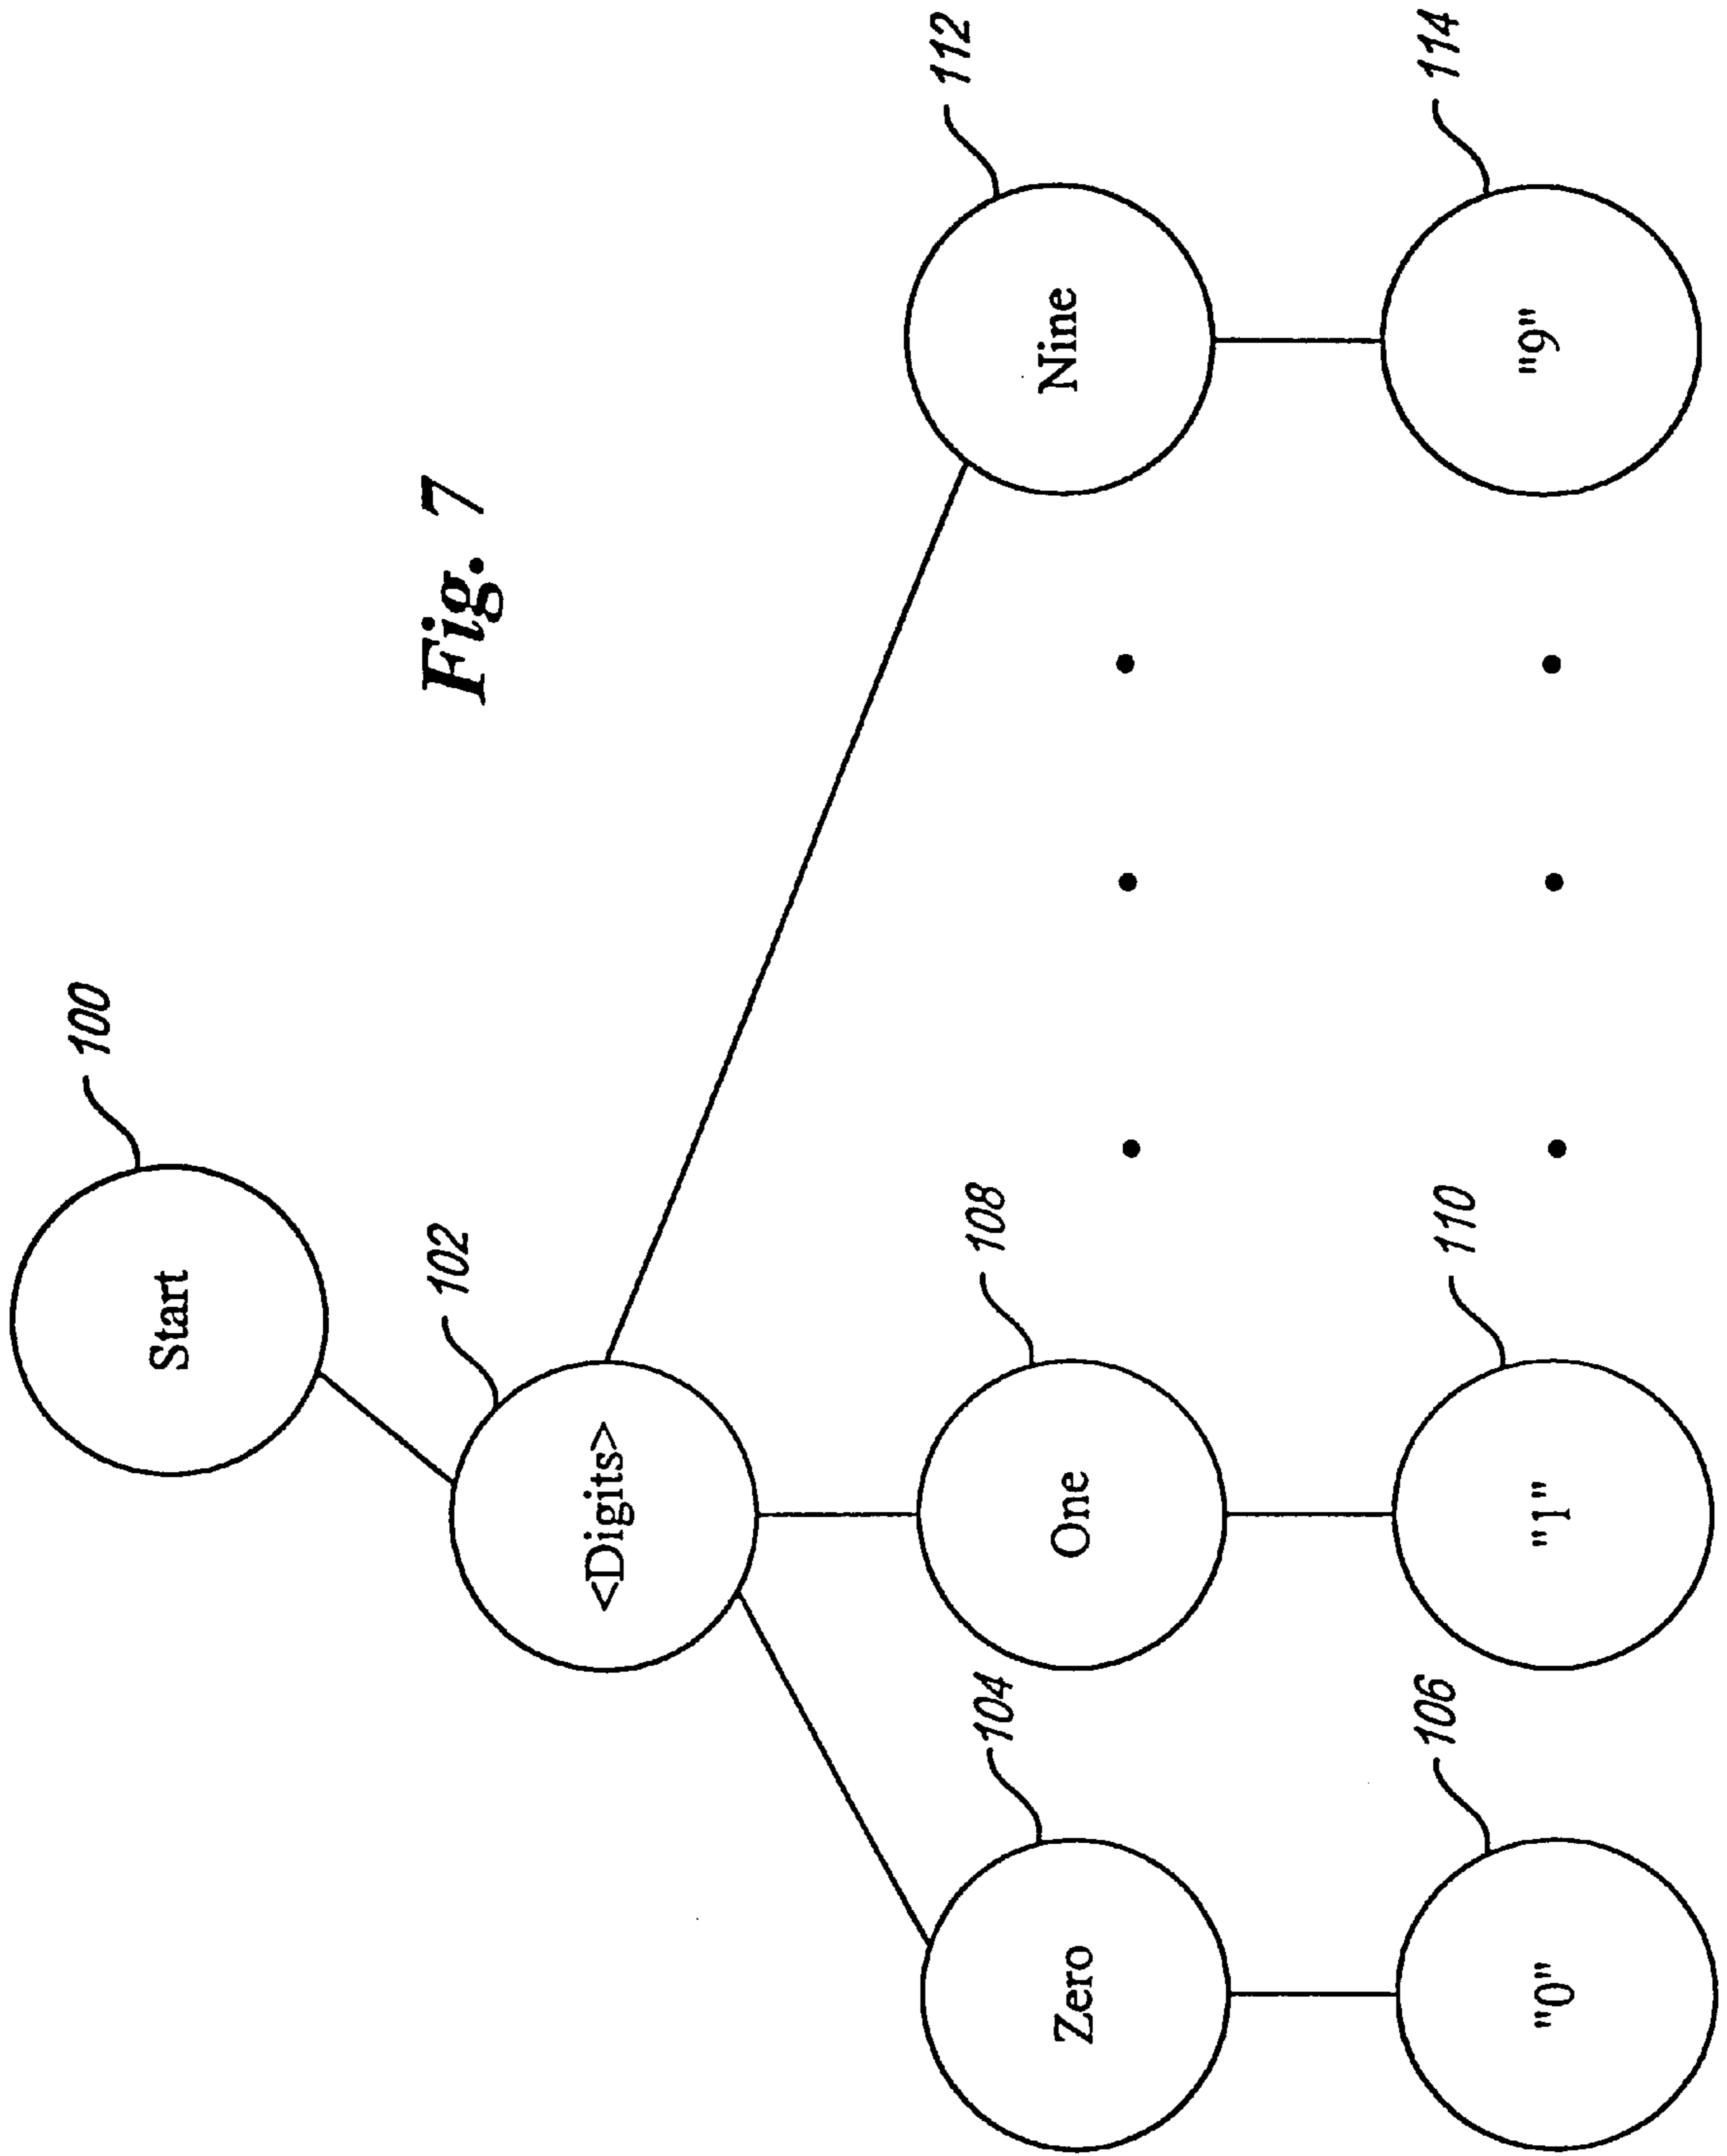 Fig. 7
Start
100
<Digits>
102
Zero
104
One
108
Nine
112
"0"
106
"1"
110
"9"
114